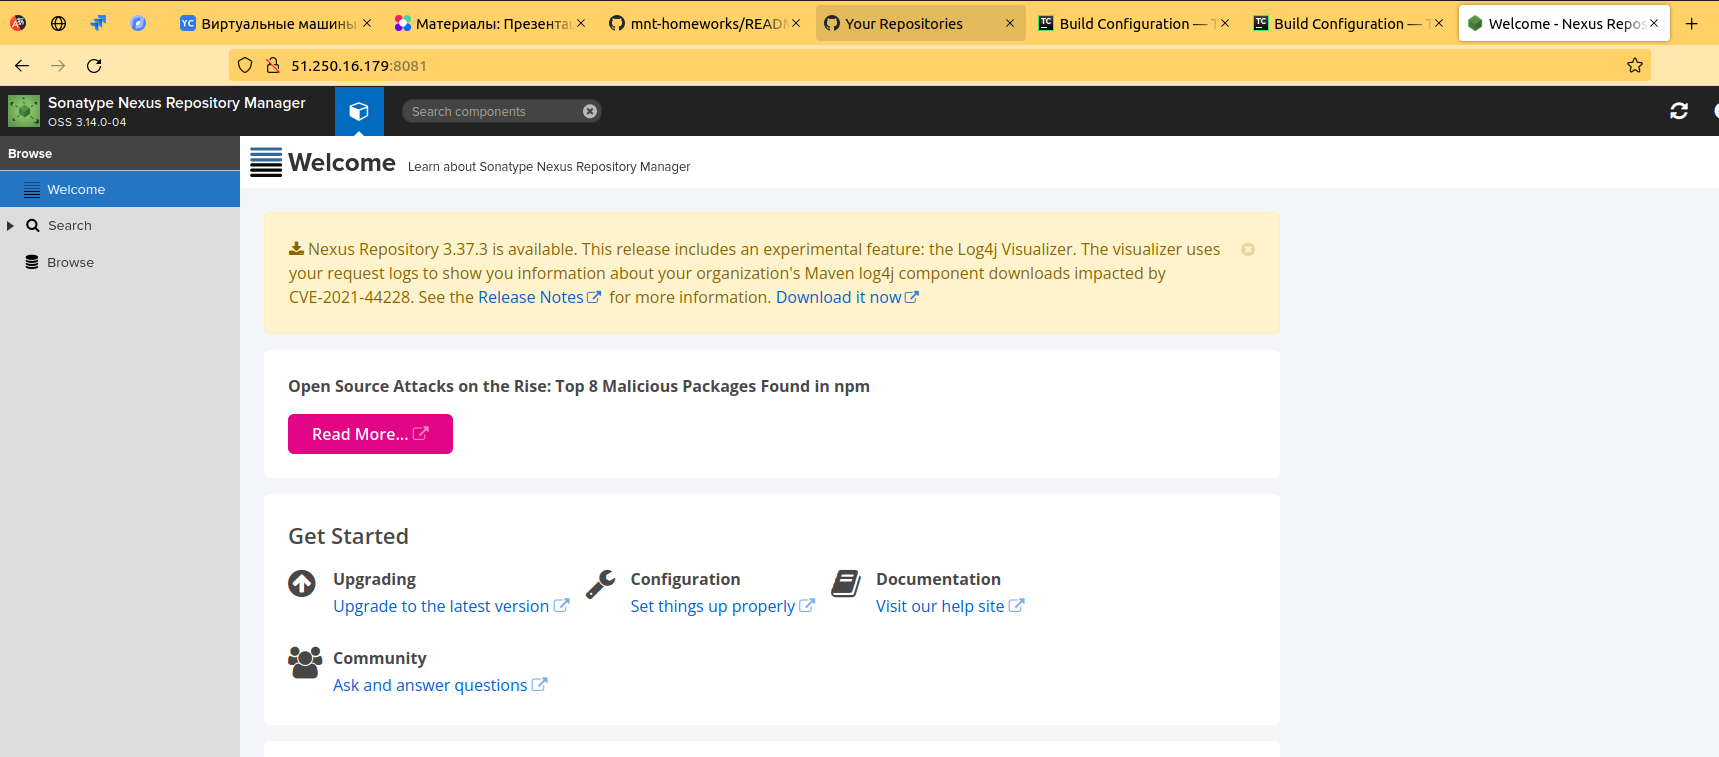 Виртуальные машины
Материалы: Презента
mnt-homeworks/READM
Your Repositories
Build Configuration — T
Build Configuration — T
Welcome - Nexus Repos
51.250.16.179:8081
Sonatype Nexus Repository Manager
OSS 3.14.0-04
Search components
Browse
Welcome
Search
Browse
Welcome Learn about Sonatype Nexus Repository Manager
Nexus Repository 3.37.3 is available. This release includes an experimental feature: the Log4j Visualizer. The visualizer uses
your request logs to show you information about your organization's Maven log4j component downloads impacted by
CVE-2021-44228. See the Release Notes for more information. Download it now
Open Source Attacks on the Rise: Top 8 Malicious Packages Found in npm
Read More...
Get Started
Upgrading
Upgrade to the latest version
Configuration
Set things up properly
Documentation
Visit our help site
Community
Ask and answer questions